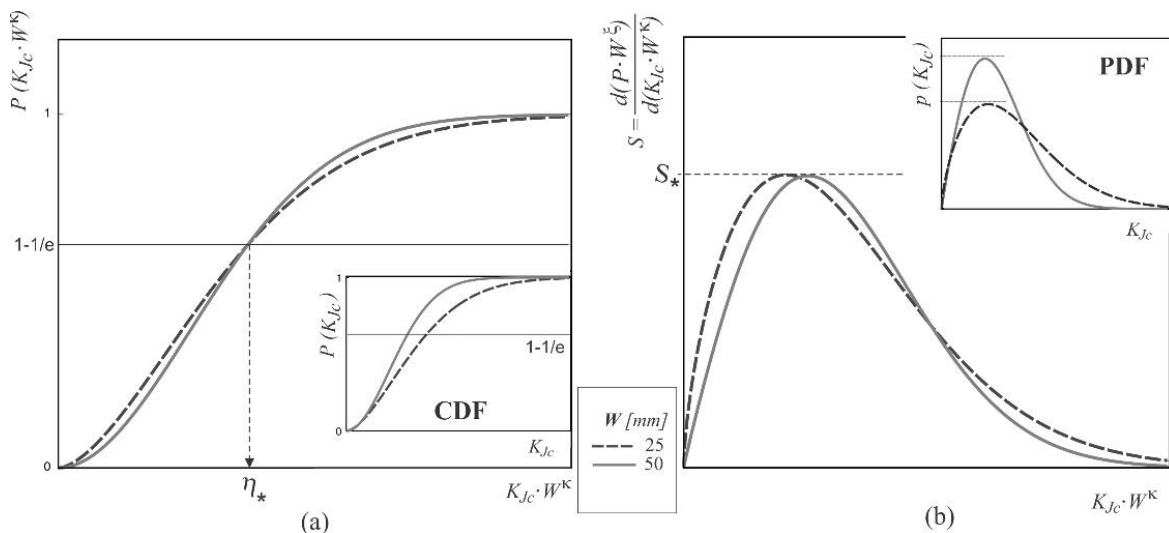 P (K_Jc·W^κ)
1
1-1/e
0
η*
K_Jc·W^κ
(a)
P (K_Jc)
1
1-1/e
0
CDF
K_Jc
W [mm]
25
50
S = d(P·W^ξ) / d(K_Jc·W^κ)
S*
K_Jc·W^κ
(b)
p (K_Jc)
PDF
K_Jc